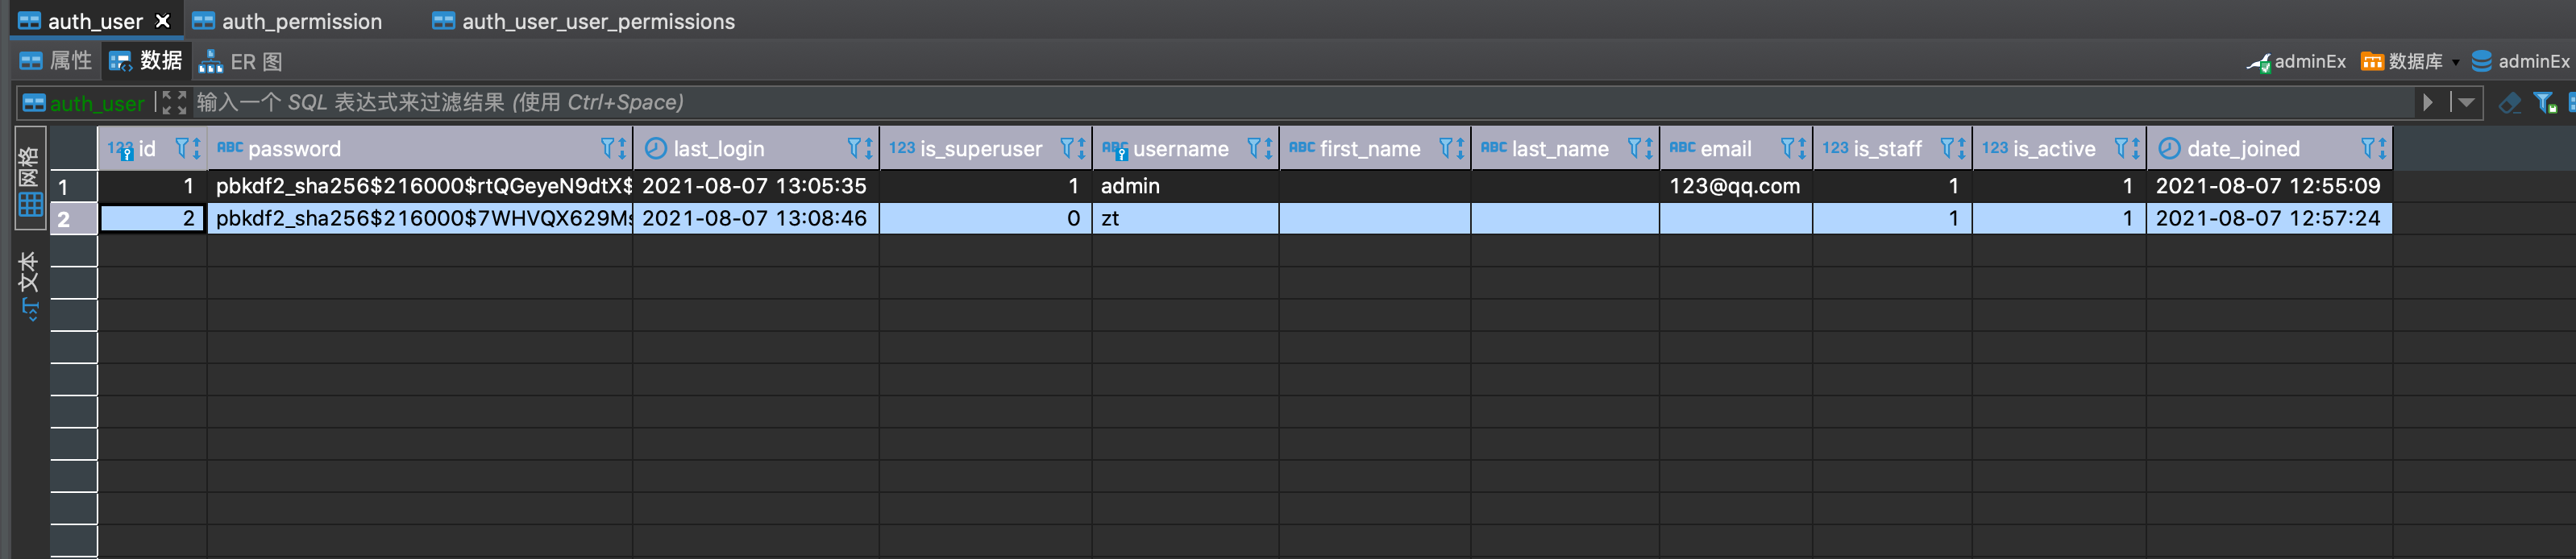 auth_user auth_permission auth_user_user_permissions
属性 数据 ER 图 adminEx 数据库 adminEx
auth_user 输入一个 SQL 表达式来过滤结果 (使用 Ctrl+Space)
网格
文本
123 id ABC password last_login 123 is_superuser ABC username ABC first_name ABC last_name ABC email 123 is_staff 123 is_active date_joined
1 1 pbkdf2_sha256$216000$rtQGeyeN9dtX$ 2021-08-07 13:05:35 1 admin 123@qq.com 1 1 2021-08-07 12:55:09
2 2 pbkdf2_sha256$216000$7WHVQX629Ms 2021-08-07 13:08:46 0 zt 1 1 2021-08-07 12:57:24